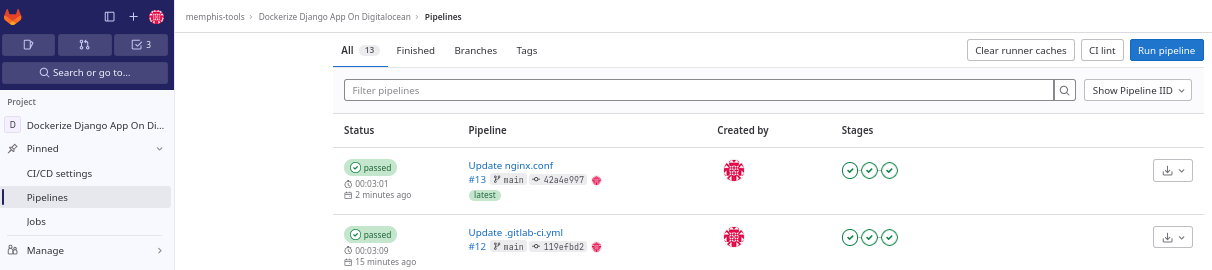 memphis-tools › Dockerize Django App On Digitalocean › Pipelines
3
Search or go to...
Project
D Dockerize Django App On Di...
Pinned
CI/CD settings
Pipelines
Jobs
Manage
All 13 Finished Branches Tags Clear runner caches CI lint Run pipeline
Filter pipelines Show Pipeline IID
Status Pipeline Created by Stages
passed Update nginx.conf
00:03:01 #13 main 42a4e997
2 minutes ago latest
passed Update .gitlab-ci.yml
00:03:09 #12 main 119efbd2
15 minutes ago